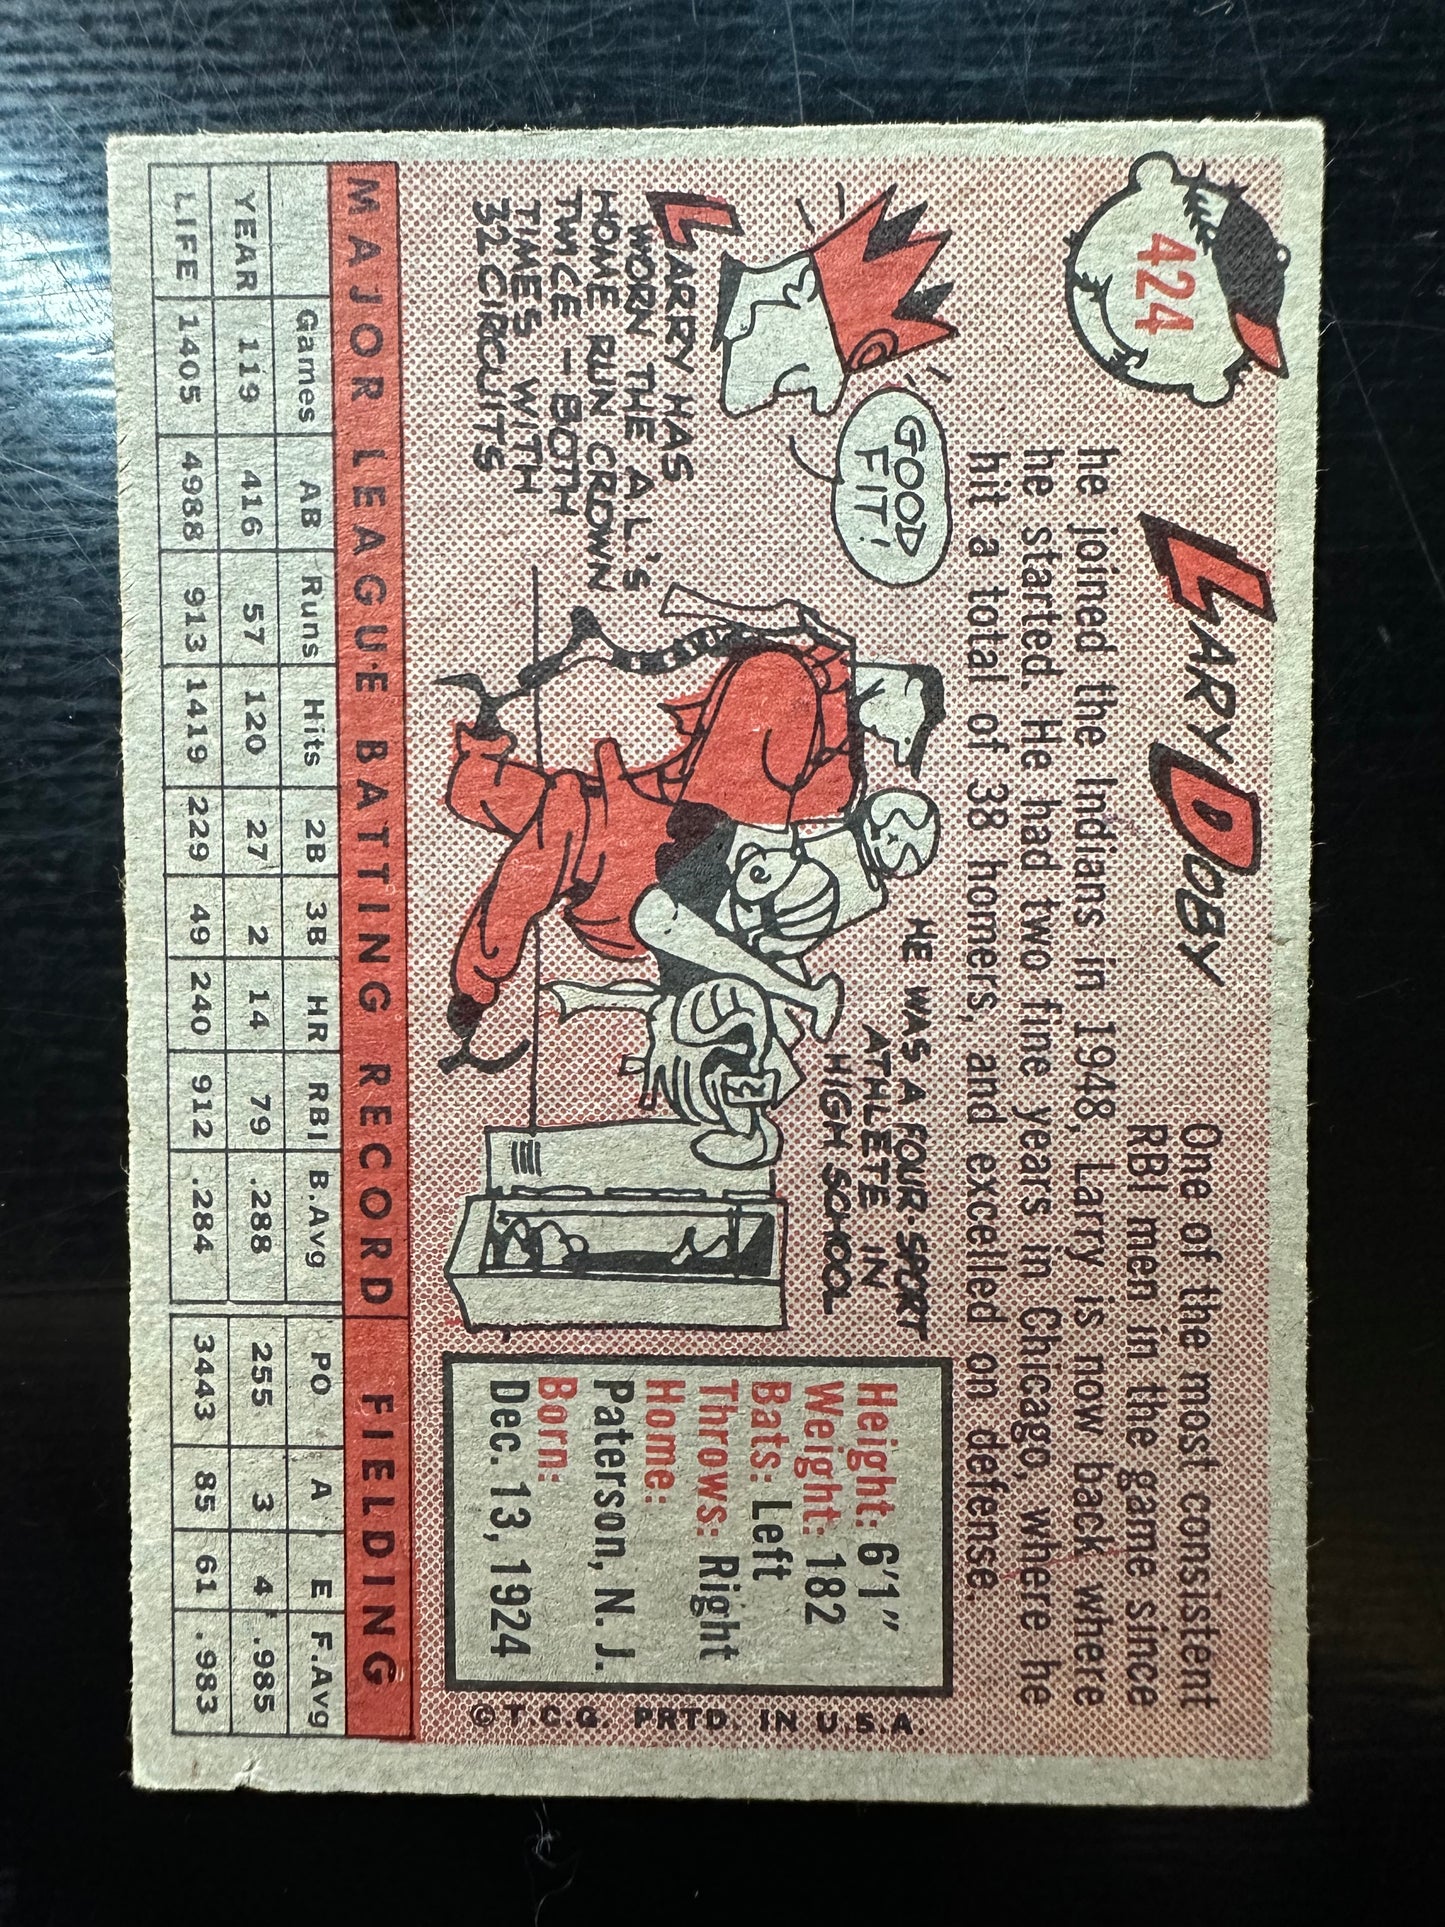 424
LARRY DOBY
One of the most consistent
RBI men in the game since
he joined the Indians in 1948, Larry is now back where
he started. He had two fine years in Chicago, where he
hit a total of 38 homers, and excelled on defense.
GOOD
FIT!
LARRY HAS
WORN THE A.L.'S
HOME RUN CROWN
TWICE - BOTH
TIMES WITH
32 CIRCUITS
HE WAS A FOUR-SPORT
ATHLETE IN
HIGH SCHOOL
Height: 6'1"
Weight: 182
Bats: Left
Throws: Right
Home:
Paterson, N. J.
Born:
Dec. 13, 1924
© T.C.G. PRTD. IN U.S.A.
MAJOR LEAGUE BATTING RECORD FIELDING
Games AB Runs Hits 2B 3B HR RBI B.Avg PO A E F.Avg
YEAR 119 416 57 120 27 2 14 79 .288 255 3 4 .985
LIFE 1405 4988 913 1419 229 49 240 912 .284 3443 85 61 .983